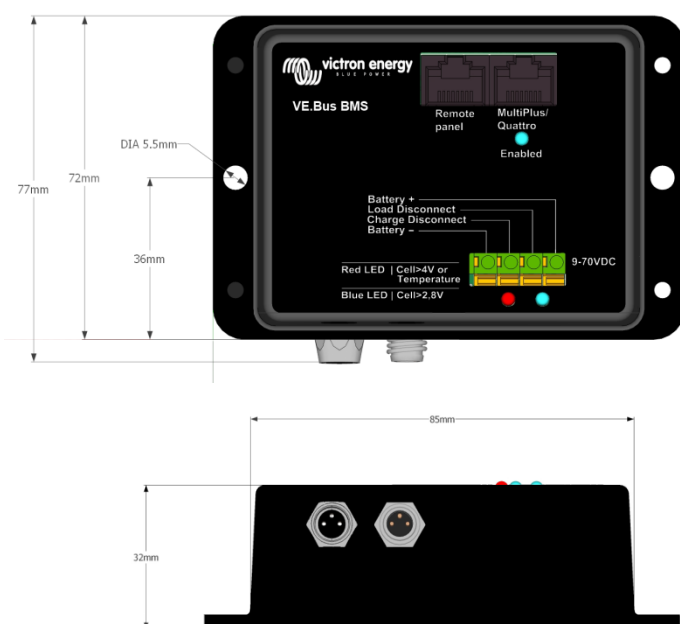 victron energy
BLUE POWER
VE.Bus BMS
Remote
panel
MultiPlus/
Quattro
Enabled
DIA 5.5mm
77mm
72mm
36mm
Battery +
Load Disconnect
Charge Disconnect
Battery –
9-70VDC
Red LED | Cell>4V or
Temperature
Blue LED | Cell>2,8V
85mm
32mm